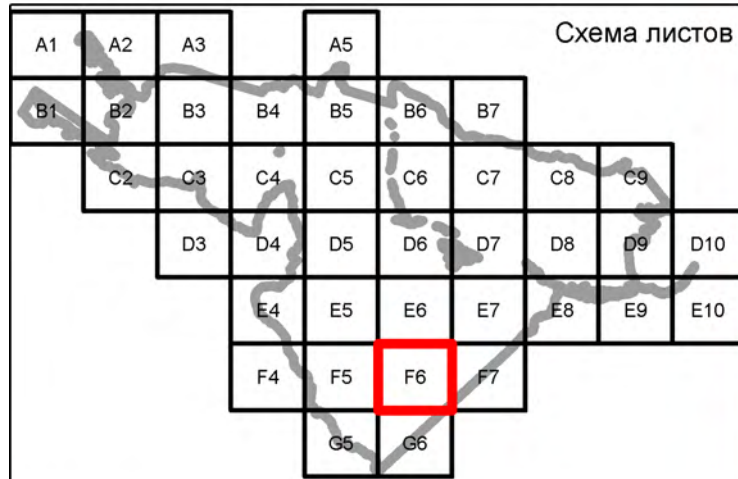 Схема листов
A1 A2 A3 A5
B1 B2 B3 B4 B5 B6 B7
C2 C3 C4 C5 C6 C7 C8 C9
D3 D4 D5 D6 D7 D8 D9 D10
E4 E5 E6 E7 E8 E9 E10
F4 F5 F6 F7
G5 G6